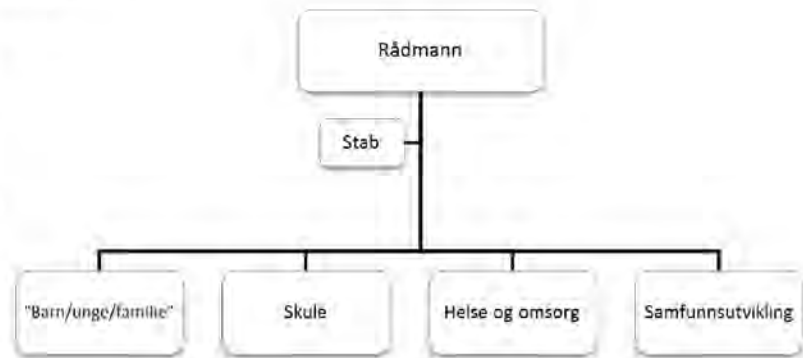 Rådmann
Stab
"Barn/unge/familie"
Skule
Helse og omsorg
Samfunnsutvikling